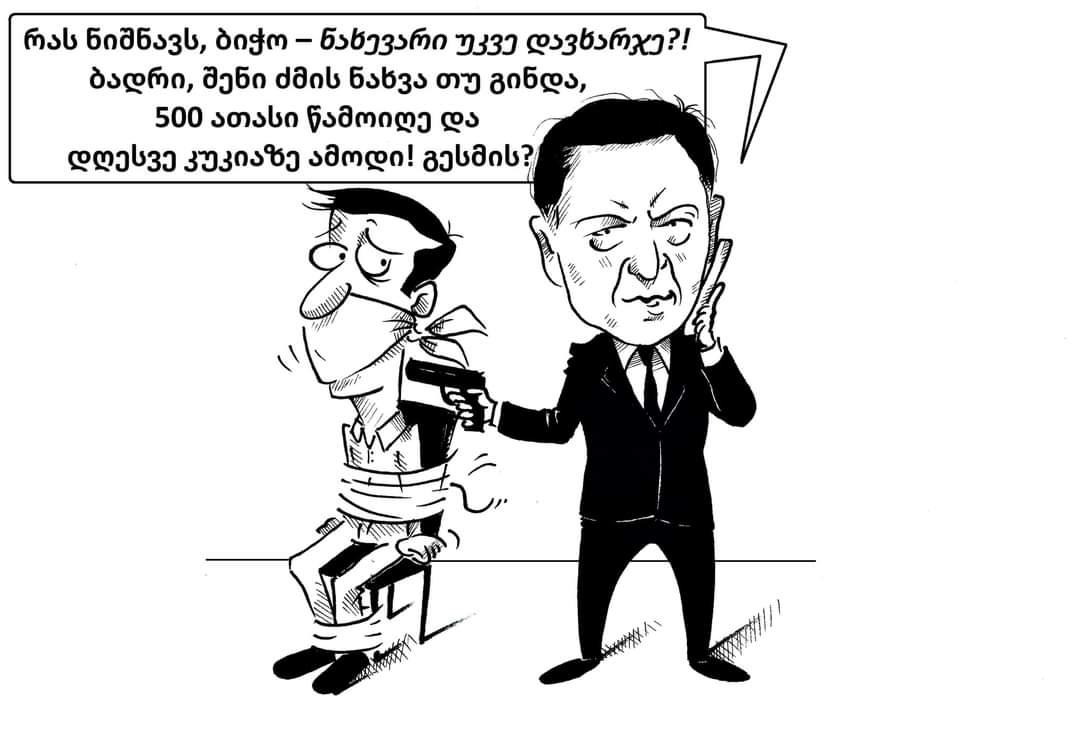 რას ნიშნავს, ბიჭო – ნახევარი უკვე დავხარჯე?!
ბადრი, შენი ძმის ნახვა თუ გინდა,
500 ათასი წამოიღე და
დღესვე კუკიაზე ამოდი! გესმის?